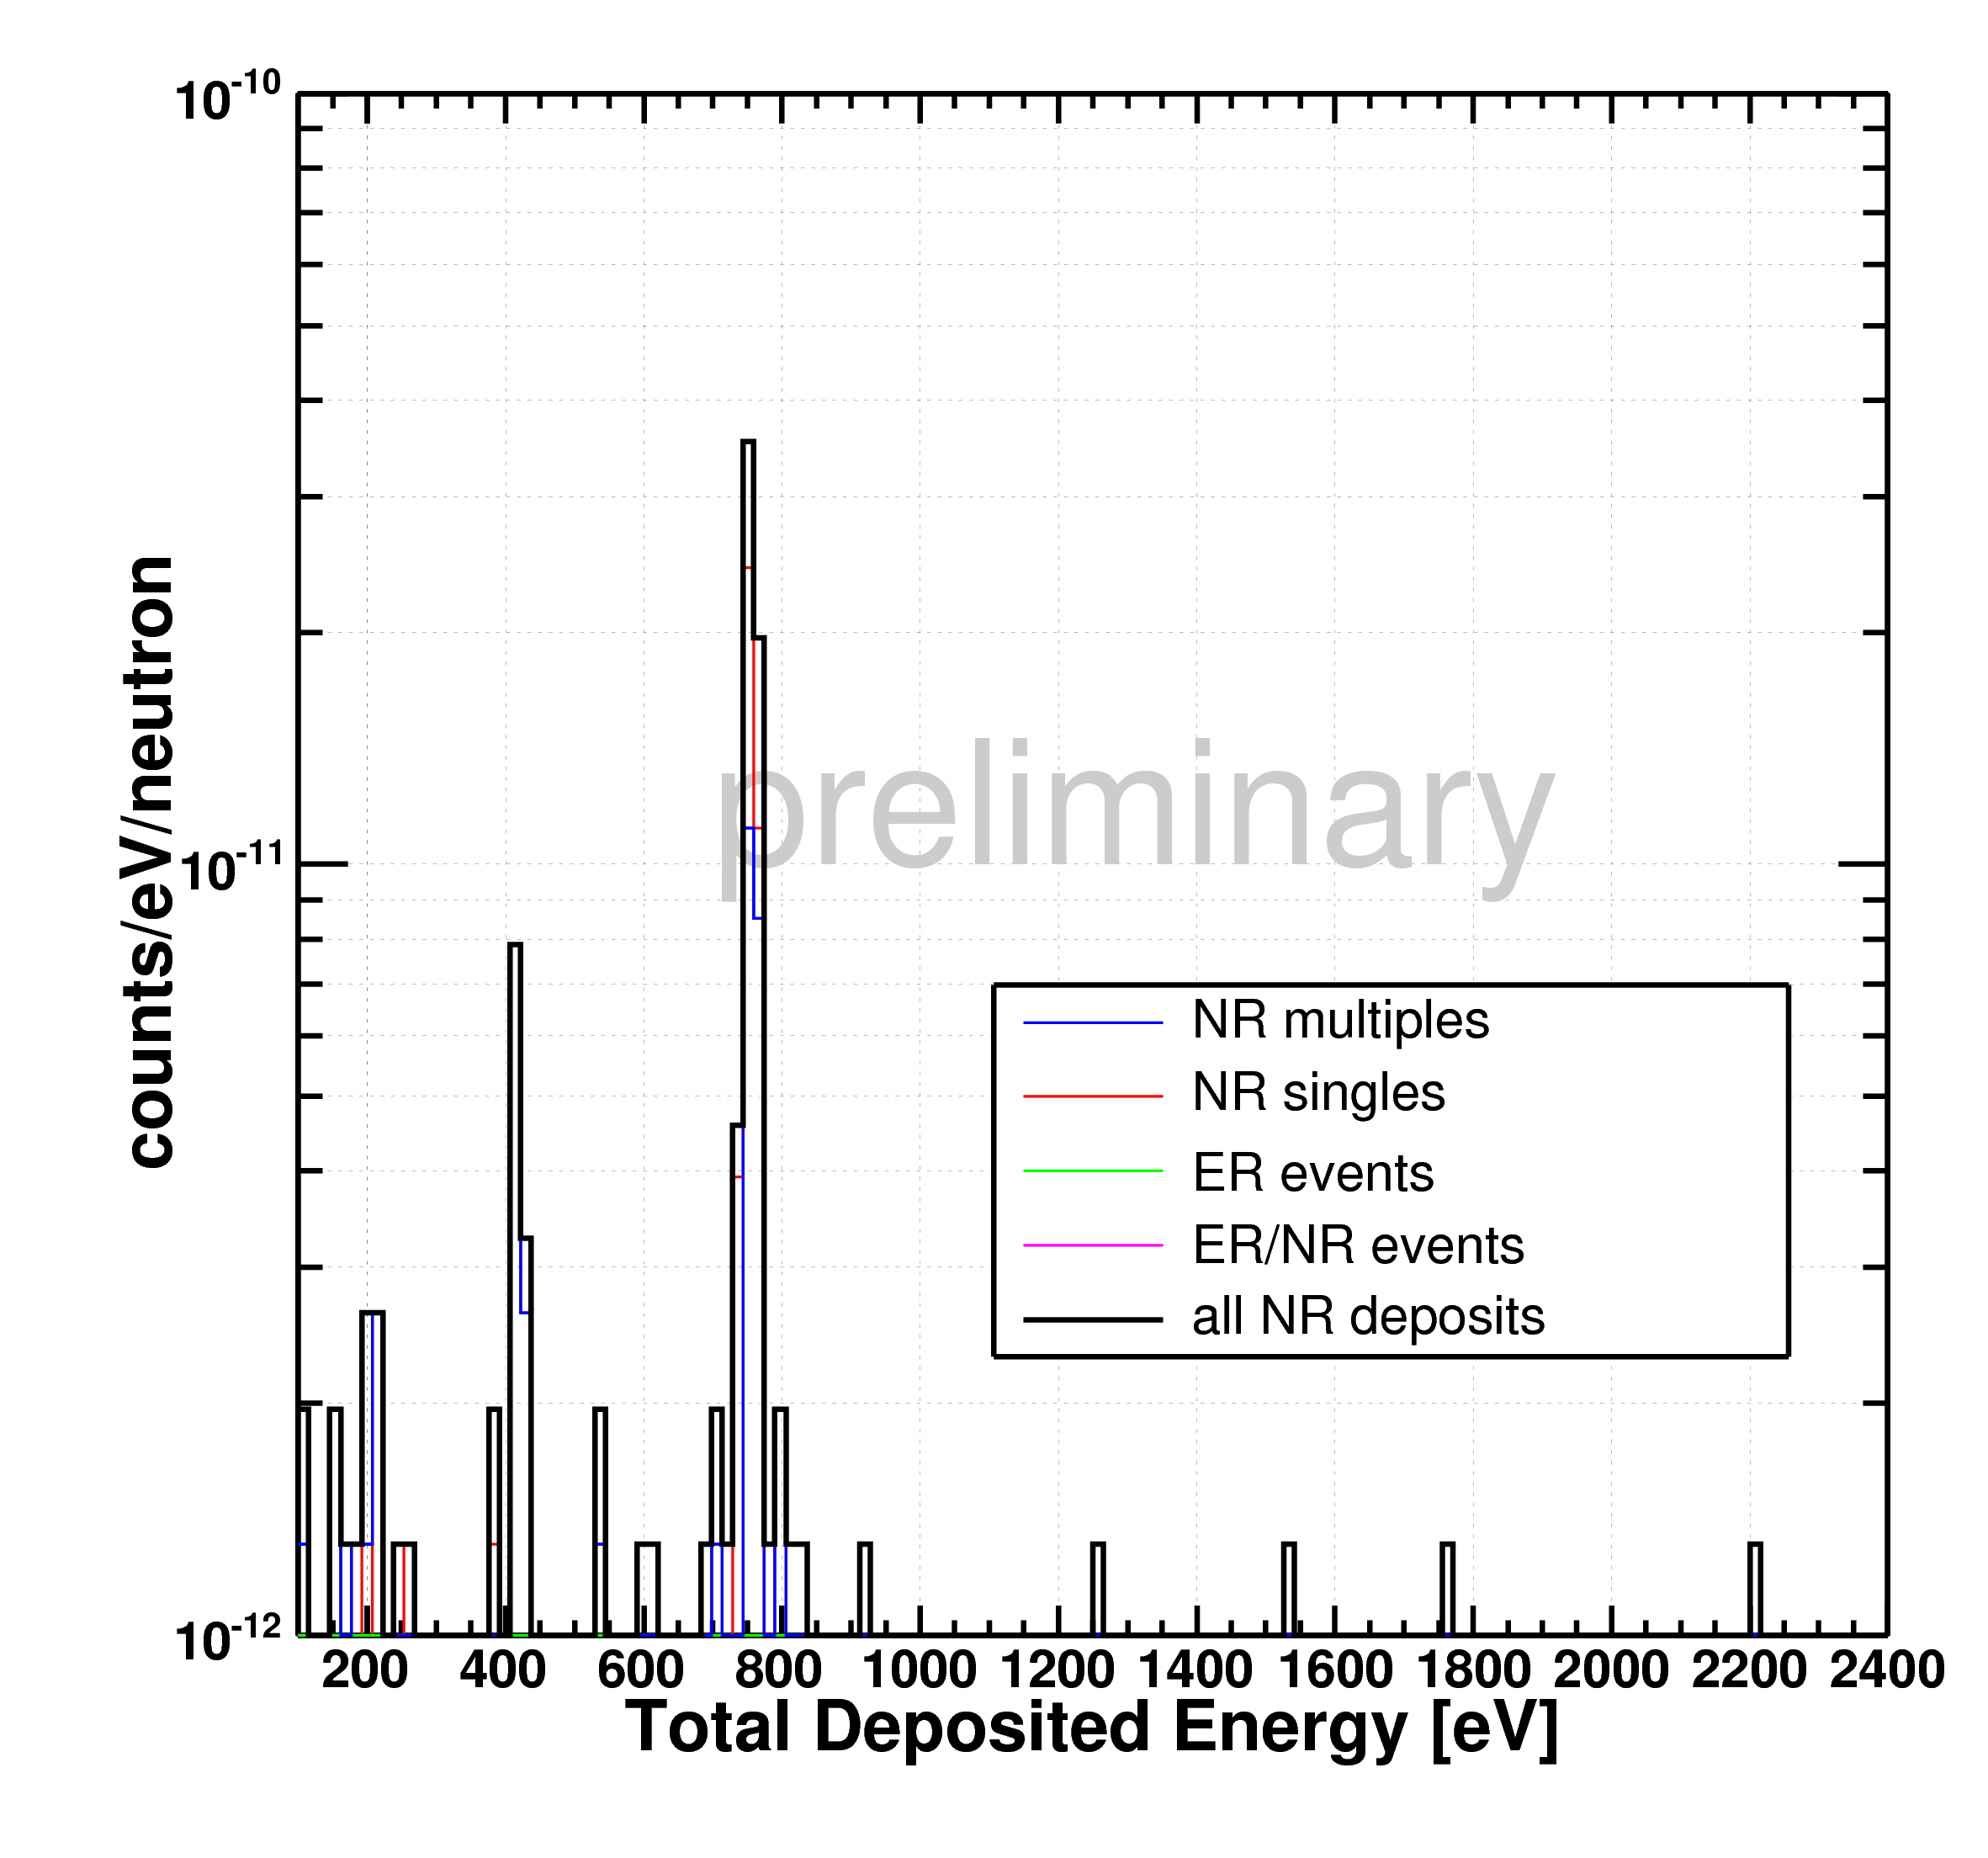 10-10
10-11
10-12
counts/eV/neutron
preliminary
NR multiples
NR singles
ER events
ER/NR events
all NR deposits
200 400 600 800 1000 1200 1400 1600 1800 2000 2200 2400
Total Deposited Energy [eV]